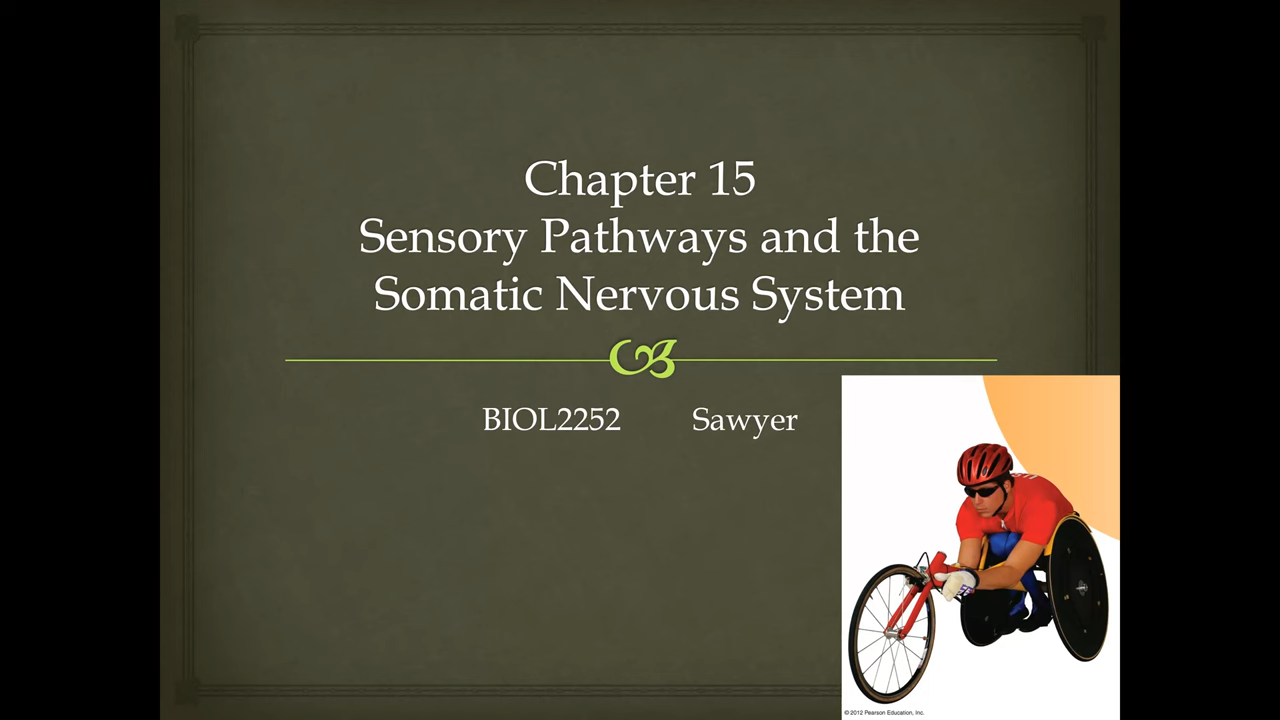 Chapter 15
Sensory Pathways and the
Somatic Nervous System
BIOL2252 Sawyer
© 2012 Pearson Education, Inc.